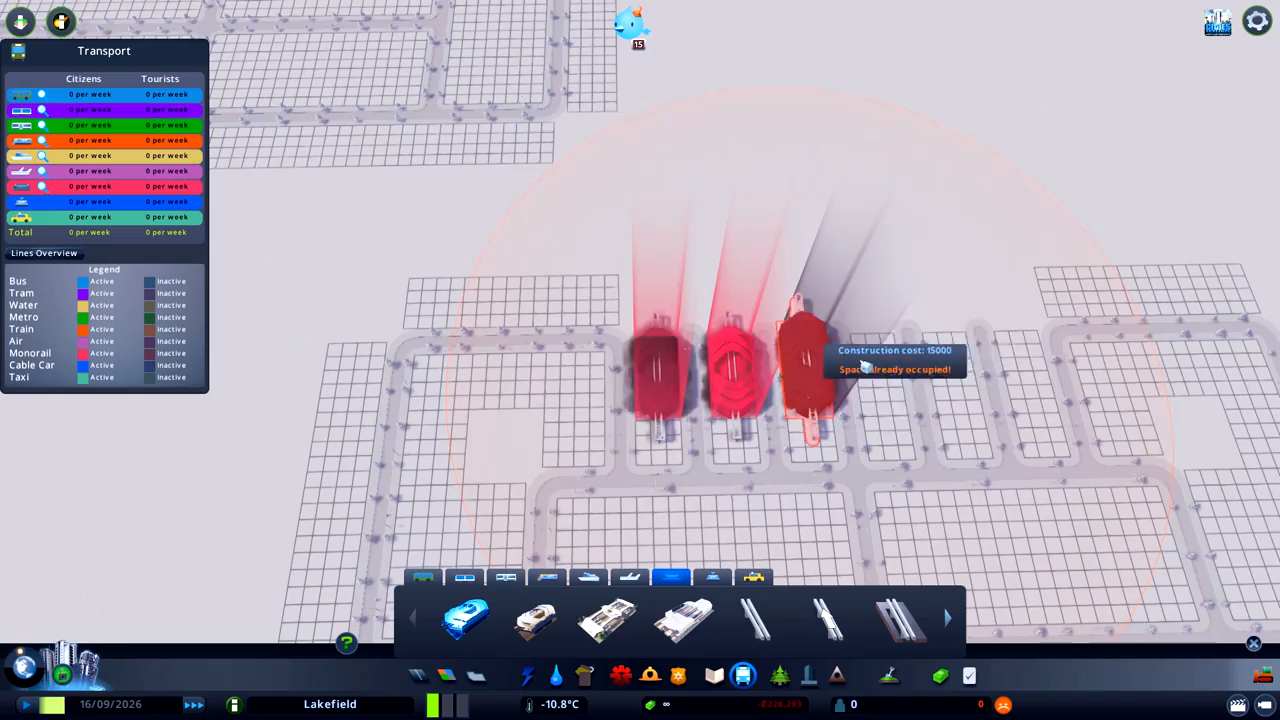 15
Transport
Citizens Tourists
0 per week 0 per week
0 per week 0 per week
0 per week 0 per week
0 per week 0 per week
0 per week 0 per week
0 per week 0 per week
0 per week 0 per week
0 per week 0 per week
0 per week 0 per week
Total 0 per week 0 per week
Lines Overview
Legend
Bus Active Inactive
Tram Active Inactive
Water Active Inactive
Metro Active Inactive
Train Active Inactive
Air Active Inactive
Monorail Active Inactive
Cable Car Active Inactive
Taxi Active Inactive
Construction cost: 15000
Space already occupied!
?
16/09/2026 Lakefield -10.8°C ∞ 0 0